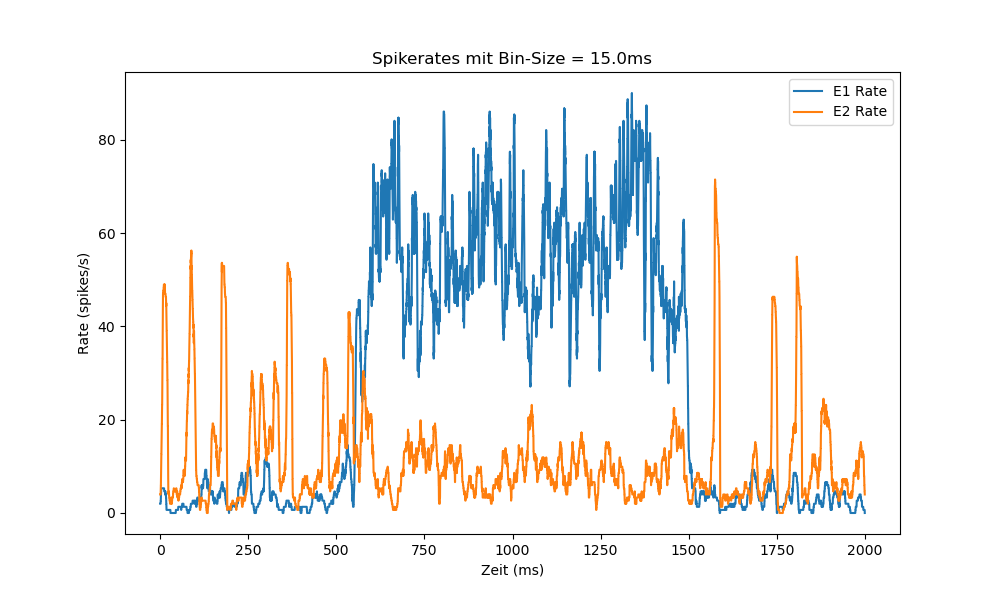 Spikerates mit Bin-Size = 15.0ms
E1 Rate
E2 Rate
Rate (spikes/s)
80
60
40
20
0
0 250 500 750 1000 1250 1500 1750 2000
Zeit (ms)